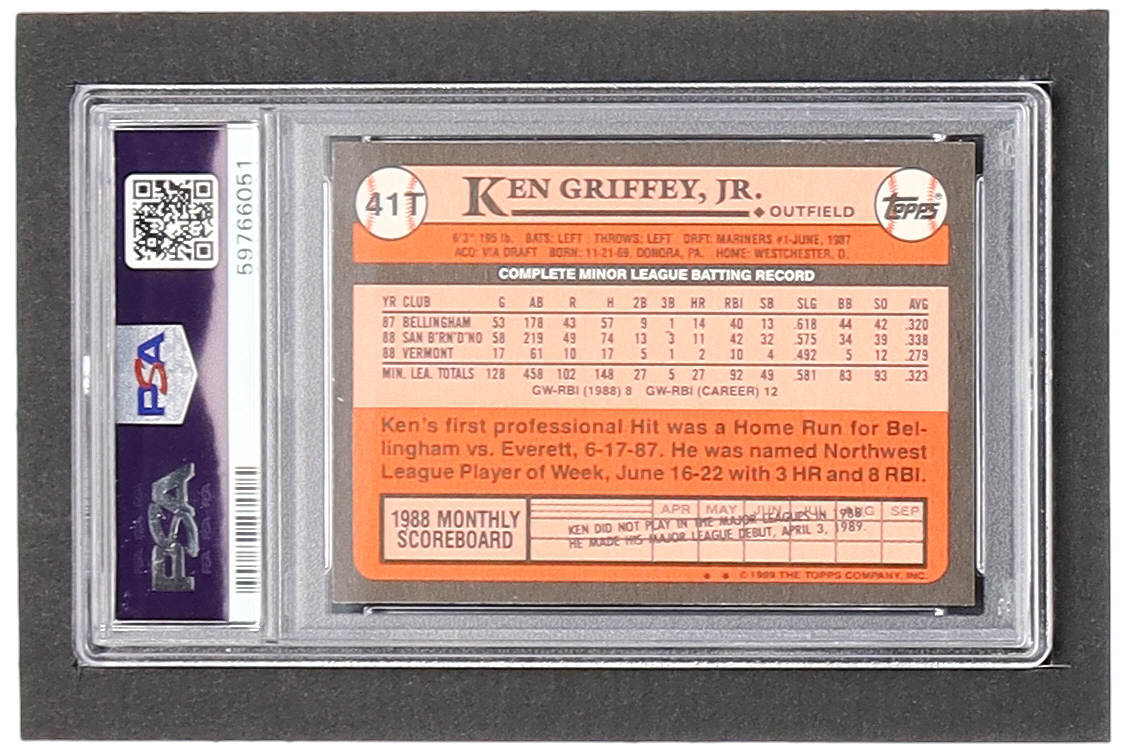 59766051
PSA
PSA
41T
KEN GRIFFEY, JR.
OUTFIELD
TOPPS®
6'3" 195 lb. BATS: LEFT THROWS: LEFT DRFT: MARINERS #1-JUNE, 1987
ACQ: VIA DRAFT BORN: 11-21-69, DONORA, PA. HOME: WESTCHESTER, O.
COMPLETE MINOR LEAGUE BATTING RECORD
YR CLUB G AB R H 2B 3B HR RBI SB SLG BB SO AVG
87 BELLINGHAM 53 178 43 57 9 1 14 40 13 .618 44 42 .320
88 SAN B'RN'D'NO 58 219 49 74 13 3 11 42 32 .575 34 39 .338
88 VERMONT 17 61 10 17 5 1 2 10 4 .492 5 12 .279
MIN. LEA. TOTALS 128 458 102 148 27 5 27 92 49 .581 83 93 .323
GW-RBI (1988) 8 GW-RBI (CAREER) 12
Ken's first professional Hit was a Home Run for Bel-
lingham vs. Everett, 6-17-87. He was named Northwest
League Player of Week, June 16-22 with 3 HR and 8 RBI.
1988 MONTHLY
SCOREBOARD
APR MAY JUN JUL AUG SEP
KEN DID NOT PLAY IN THE MAJOR LEAGUES IN 1988.
HE MADE HIS MAJOR LEAGUE DEBUT, APRIL 3, 1989.
* * © 1989 THE TOPPS COMPANY, INC.